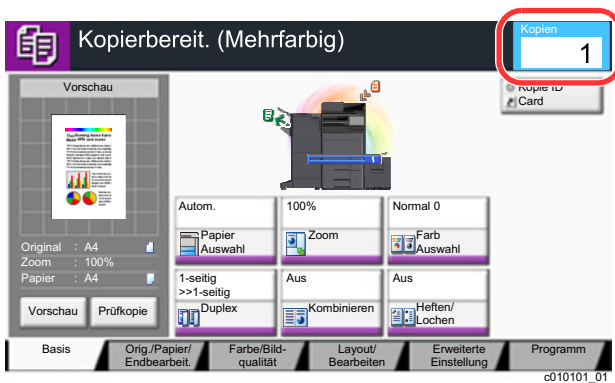 Kopierbereit. (Mehrfarbig)
Kopien
1
Kopie ID
Card
Vorschau
Original : A4
Zoom : 100%
Papier : A4
Vorschau
Prüfkopie
Autom.
Papier
Auswahl
100%
Zoom
Normal 0
Farb
Auswahl
1-seitig
>>1-seitig
Duplex
Aus
Kombinieren
Aus
Heften/
Lochen
Basis
Orig./Papier/
Endbearbeit.
Farbe/Bild-
qualität
Layout/
Bearbeiten
Erweiterte
Einstellung
Programm
c010101_01